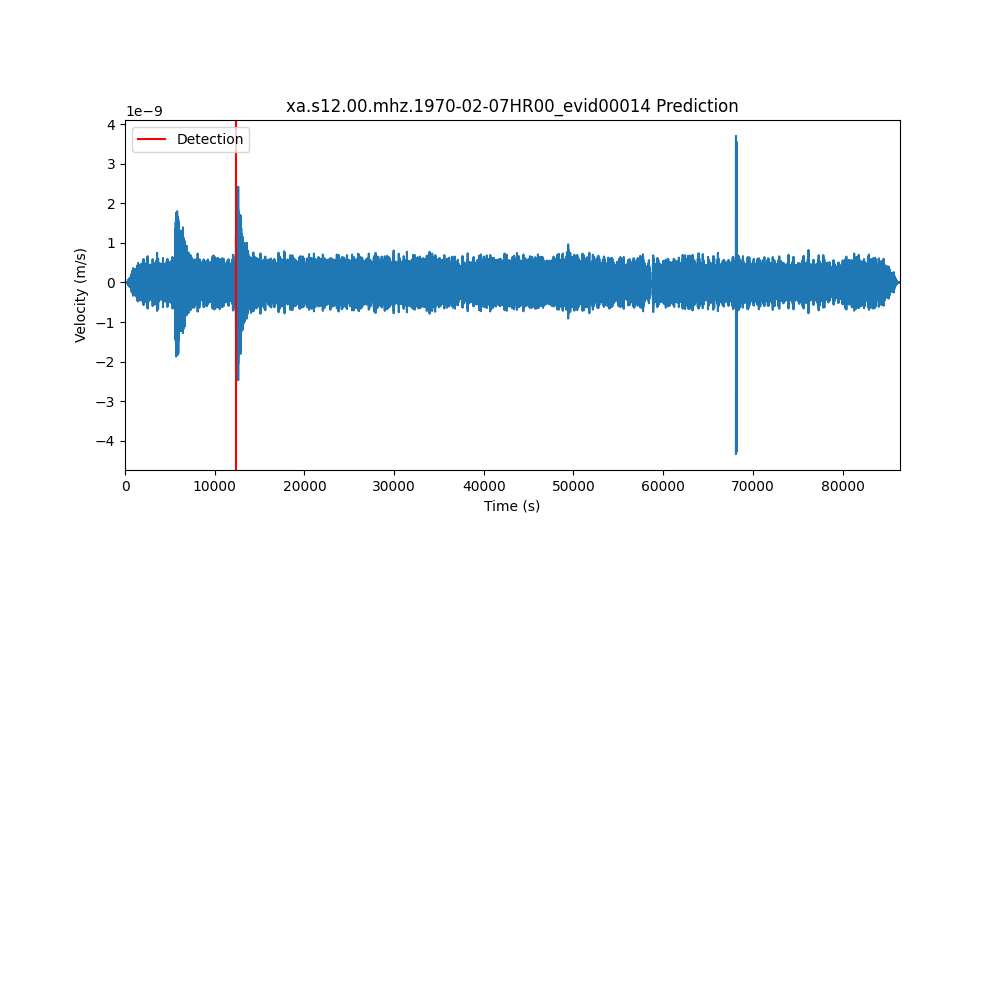 xa.s12.00.mhz.1970-02-07HR00_evid00014 Prediction
1e−9
Detection
4
3
2
1
0
−1
−2
−3
−4
Velocity (m/s)
0 10000 20000 30000 40000 50000 60000 70000 80000
Time (s)